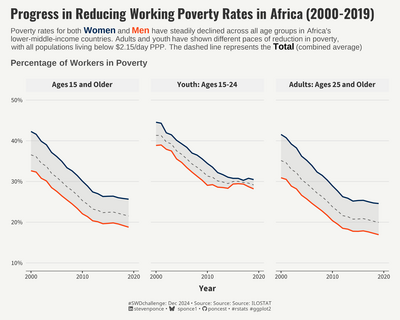 Progress in Reducing Working Poverty Rates in Africa (2000-2019)
Poverty rates for both Women and Men have steadily declined across all age groups in Africa's
lower-middle-income countries. Adults and youth have shown different paces of reduction in poverty,
with all populations living below $2.15/day PPP. The dashed line represents the Total (combined average)
Percentage of Workers in Poverty
Ages 15 and Older
Youth: Ages 15-24
Adults: Ages 25 and Older
50%
40%
30%
20%
10%
2000 2010 2020 2000 2010 2020 2000 2010 2020
Year
#SWDchallenge: Dec 2024 • Source: Source: Source: ILOSTAT
stevenponce • sponce1 • poncest • #rstats #ggplot2